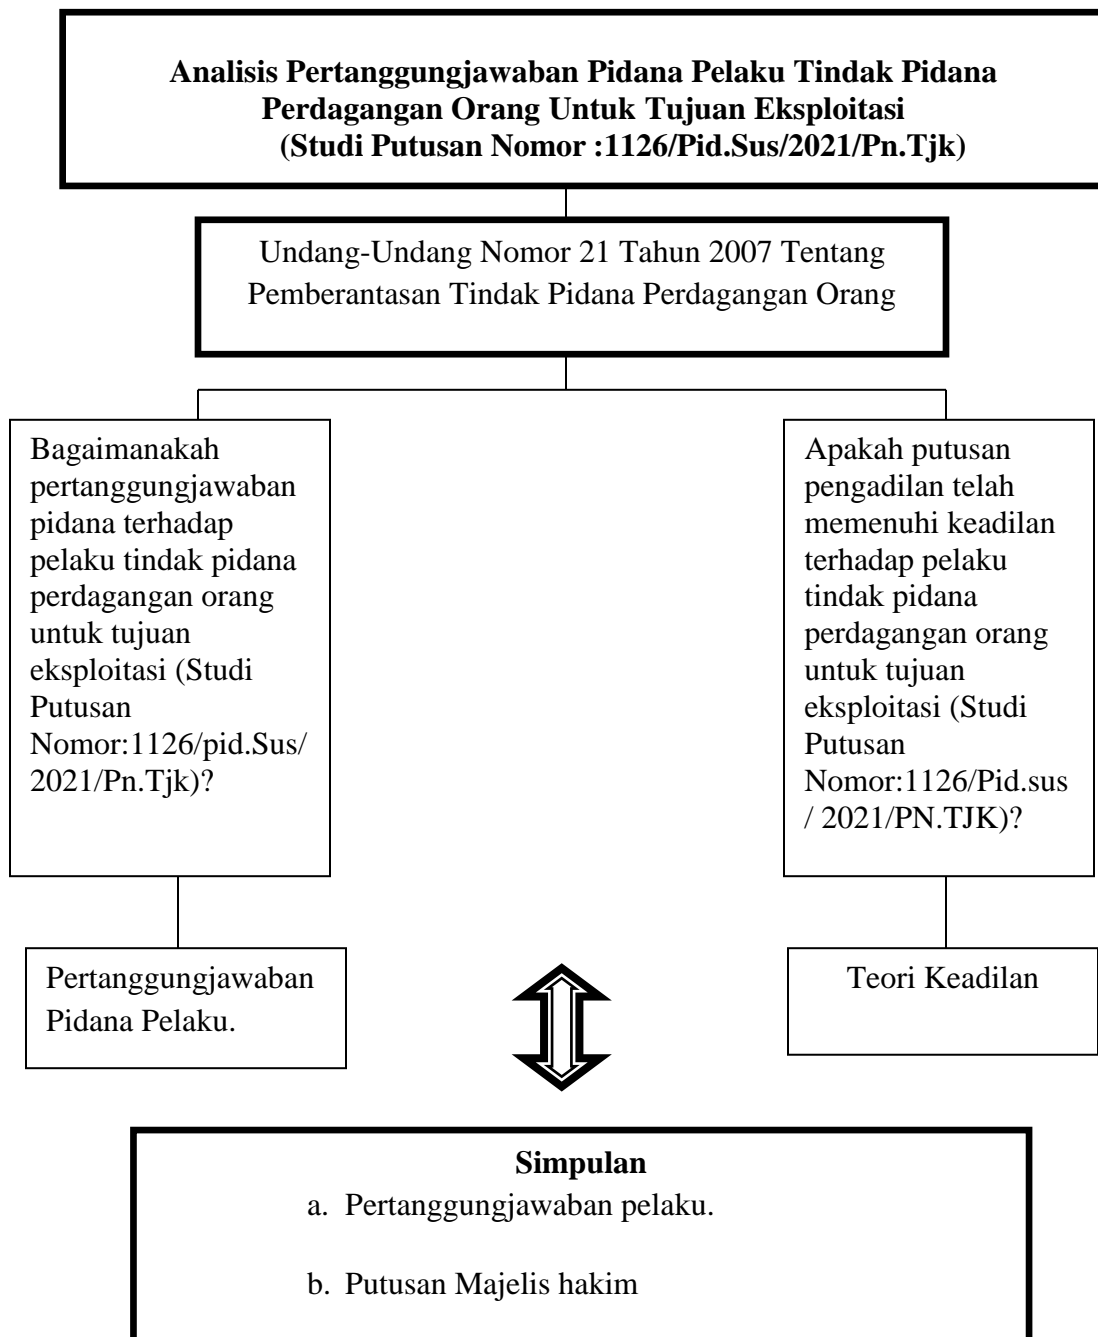 Analisis Pertanggungjawaban Pidana Pelaku Tindak Pidana
Perdagangan Orang Untuk Tujuan Eksploitasi
(Studi Putusan Nomor :1126/Pid.Sus/2021/Pn.Tjk)
Undang-Undang Nomor 21 Tahun 2007 Tentang
Pemberantasan Tindak Pidana Perdagangan Orang
Bagaimanakah
pertanggungjawaban
pidana terhadap
pelaku tindak pidana
perdagangan orang
untuk tujuan
eksploitasi (Studi
Putusan
Nomor:1126/pid.Sus/
2021/Pn.Tjk)?
Apakah putusan
pengadilan telah
memenuhi keadilan
terhadap pelaku
tindak pidana
perdagangan orang
untuk tujuan
eksploitasi (Studi
Putusan
Nomor:1126/Pid.sus
/ 2021/PN.TJK)?
Pertanggungjawaban
Pidana Pelaku.
Teori Keadilan
Simpulan
a. Pertanggungjawaban pelaku.
b. Putusan Majelis hakim